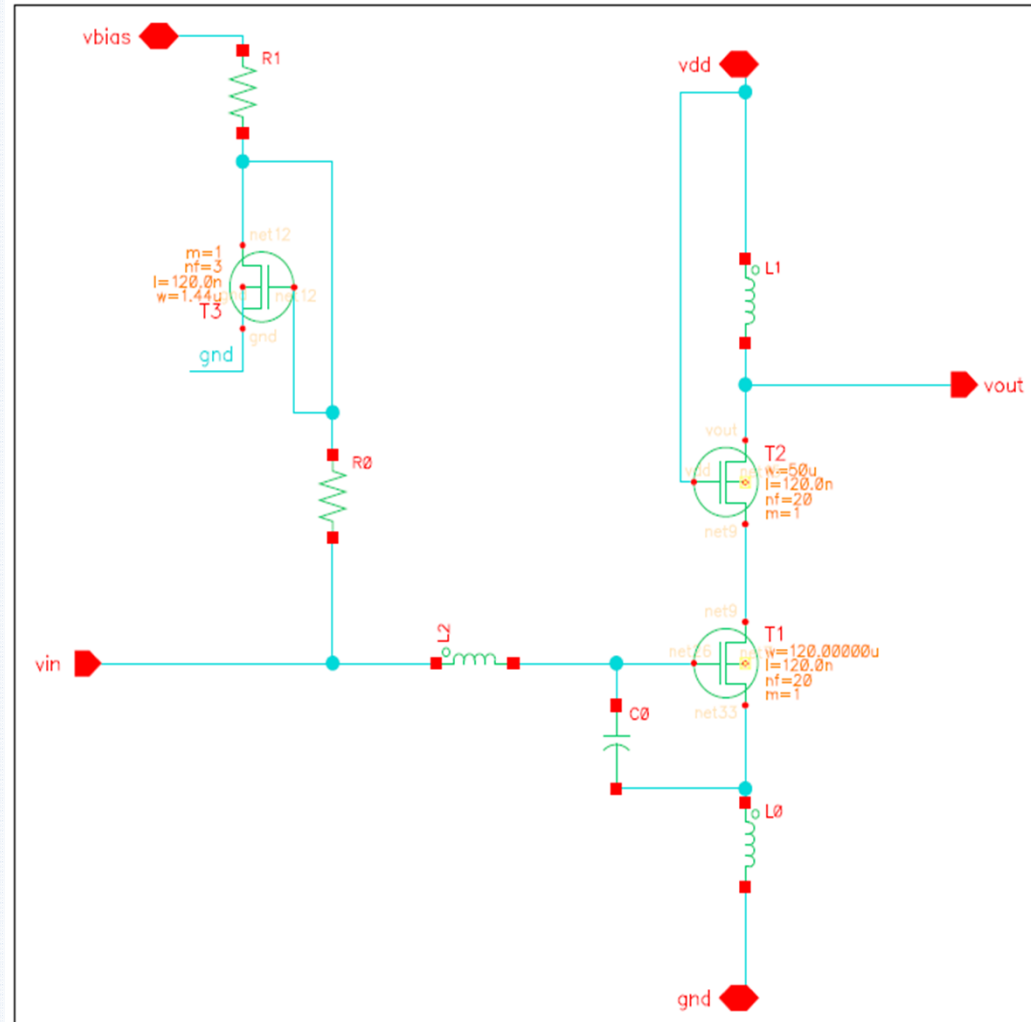 vbias
R1
vdd
net12
m=1
nf=3
l=120.0n
w=1.44u
net12
T3
gnd
gnd
L1
vout
vout
T2
vdd
w=50u
l=120.0n
nf=20
m=1
net9
R0
net9
T1
L2
vin
w=120.00000u
l=120.0n
nf=20
m=1
net33
C0
L0
gnd